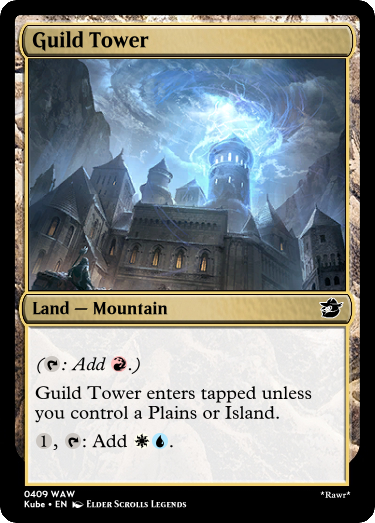 Guild Tower
Land — Mountain
(: Add .)
Guild Tower enters tapped unless
you control a Plains or Island.
1, : Add .
0409 WAW
Kube • EN Elder Scrolls Legends
*Rawr*